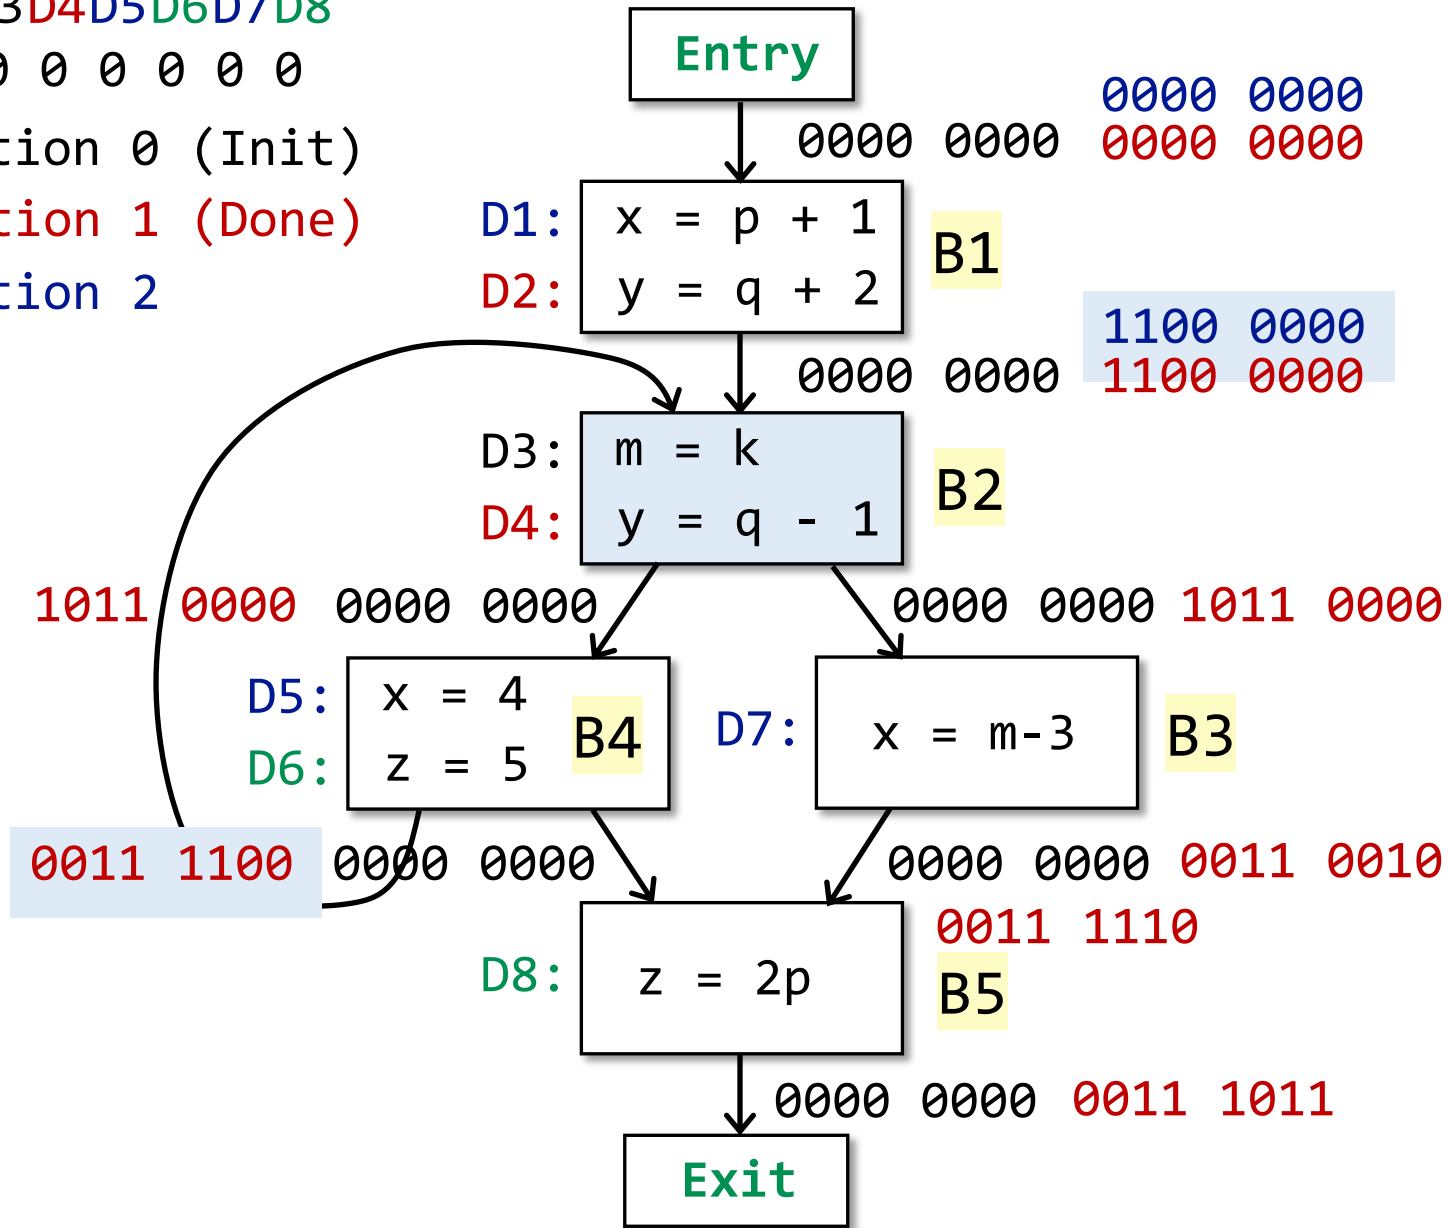 3D4D5D6D7D8
0 0 0 0 0 0
tion 0 (Init)
tion 1 (Done)
tion 2
Entry
0000 0000
0000 0000 0000 0000
D1: x = p + 1
D2: y = q + 2
B1
1100 0000
0000 0000 1100 0000
D3: m = k
D4: y = q - 1
B2
1011 0000 0000 0000
0000 0000 1011 0000
D5: x = 4
D6: z = 5
B4
D7: x = m-3
B3
0011 1100 0000 0000
0000 0000 0011 0010
0011 1110
D8: z = 2p
B5
0000 0000 0011 1011
Exit